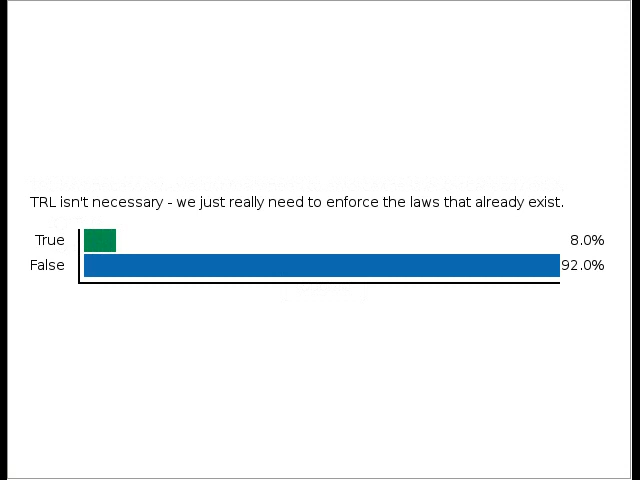 TRL isn't necessary - we just really need to enforce the laws that already exist.
True 8.0%
False 92.0%